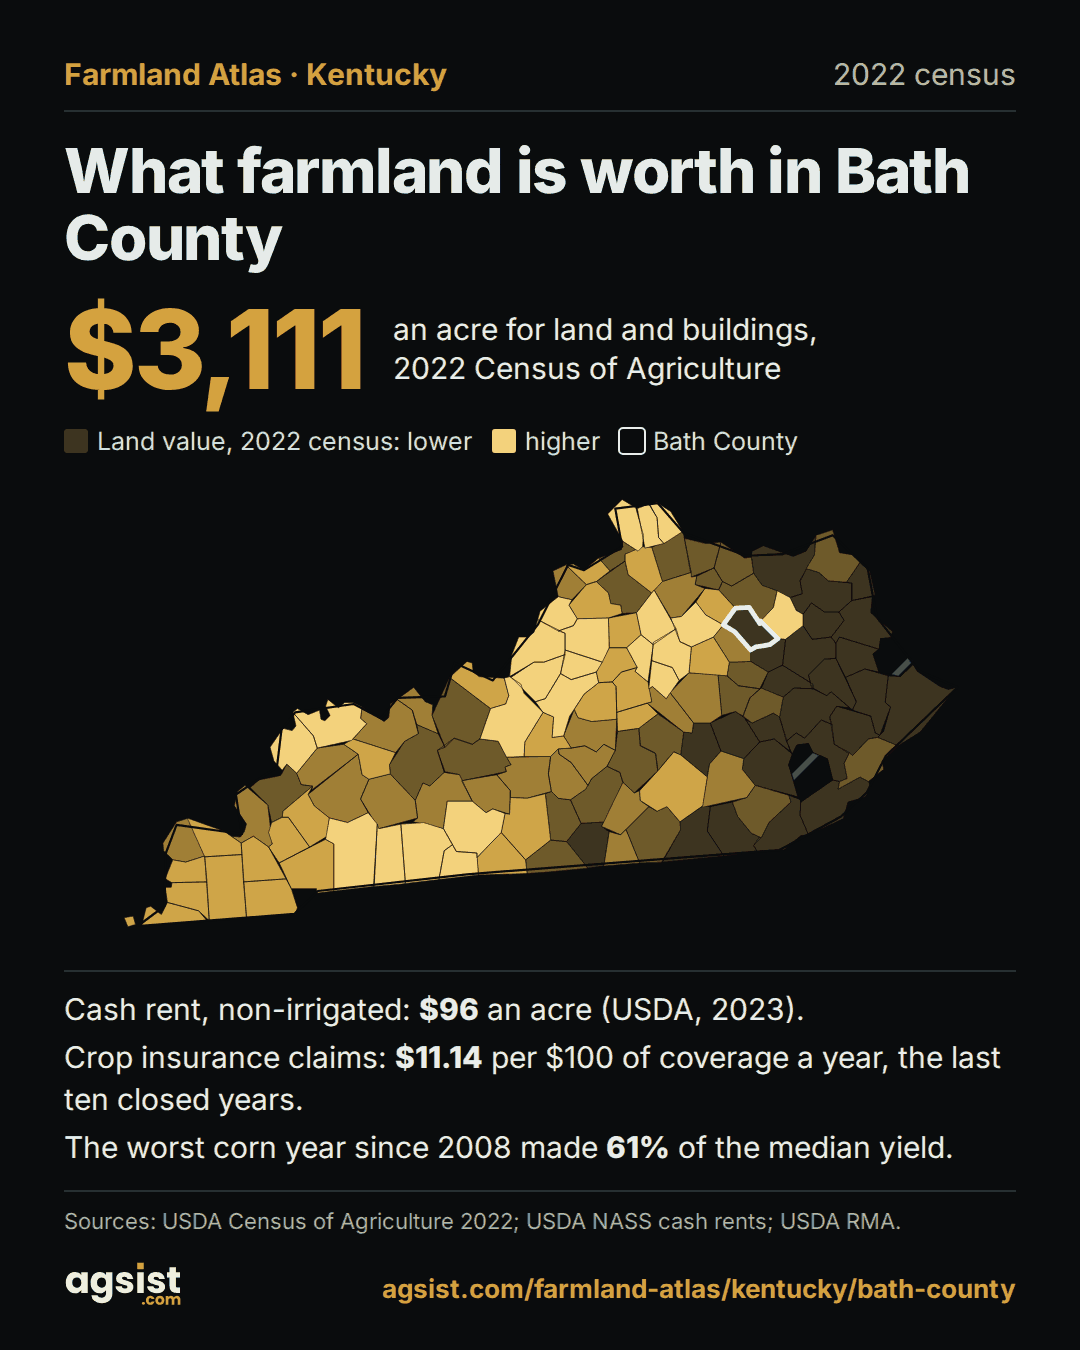 Farmland Atlas · Kentucky
2022 census
What farmland is worth in Bath
County
$3,111
an acre for land and buildings,
2022 Census of Agriculture
Land value, 2022 census: lower
higher
Bath County
Cash rent, non-irrigated: $96 an acre (USDA, 2023).
Crop insurance claims: $11.14 per $100 of coverage a year, the last
ten closed years.
The worst corn year since 2008 made 61% of the median yield.
Sources: USDA Census of Agriculture 2022; USDA NASS cash rents; USDA RMA.
agsist
.com
agsist.com/farmland-atlas/kentucky/bath-county